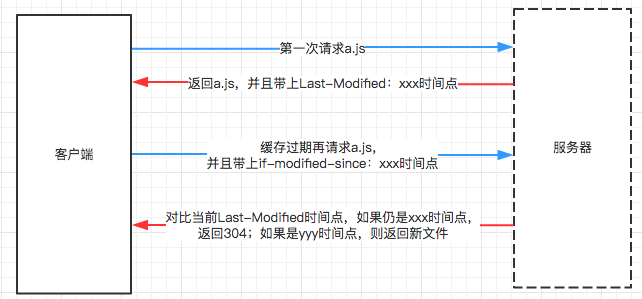 第一次请求a.js
返回a.js，并且带上Last-Modified：xxx时间点
客户端
缓存过期再请求a.js，
并且带上if-modified-since：xxx时间点
服务器
对比当前Last-Modified时间点，如果仍是xxx时间点，
返回304；如果是yyy时间点，则返回新文件